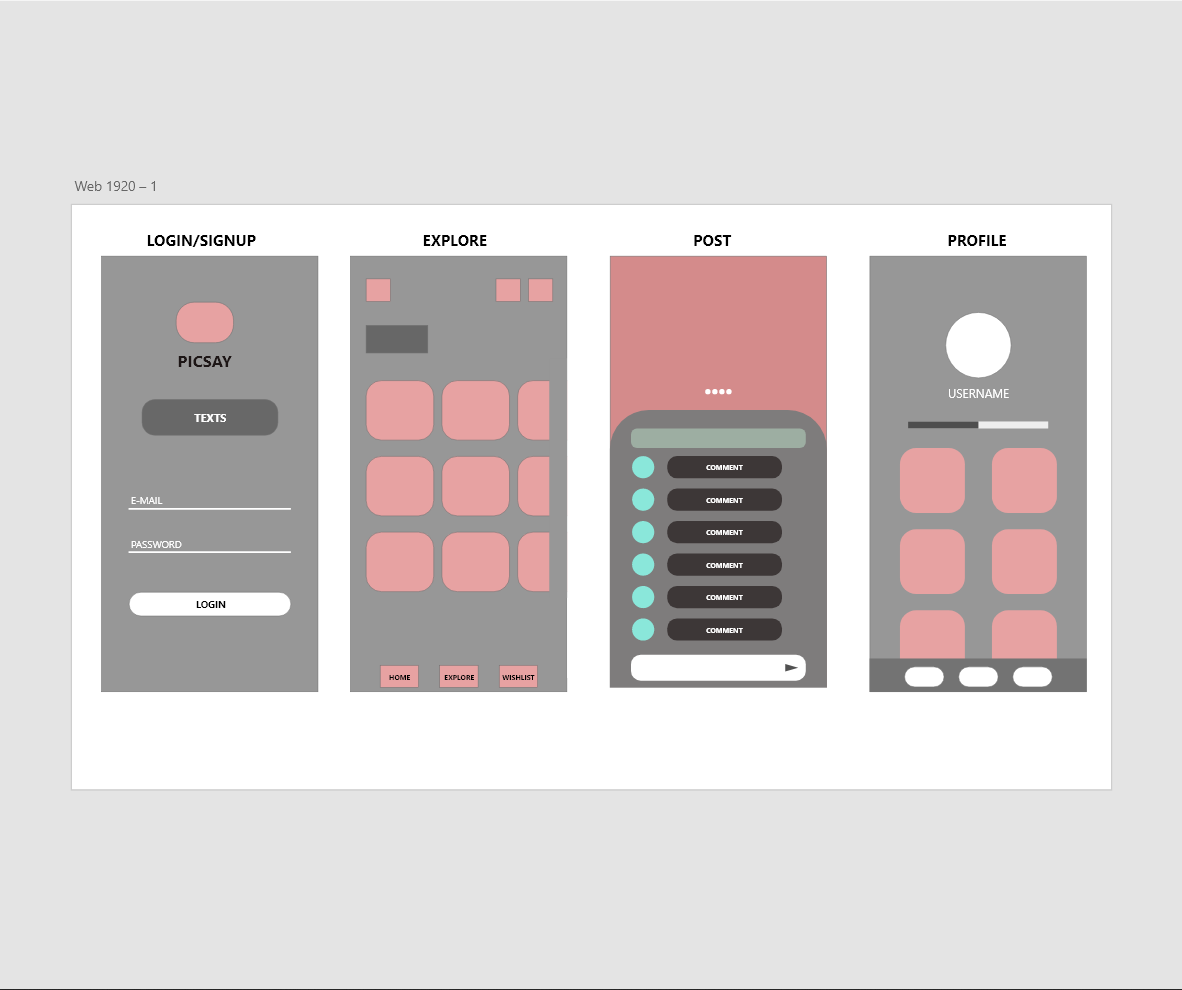 Web 1920 – 1
LOGIN/SIGNUP
PICSAY
TEXTS
E-MAIL
PASSWORD
LOGIN
EXPLORE
HOME
EXPLORE
WISHLIST
POST
COMMENT
COMMENT
COMMENT
COMMENT
COMMENT
COMMENT
PROFILE
USERNAME